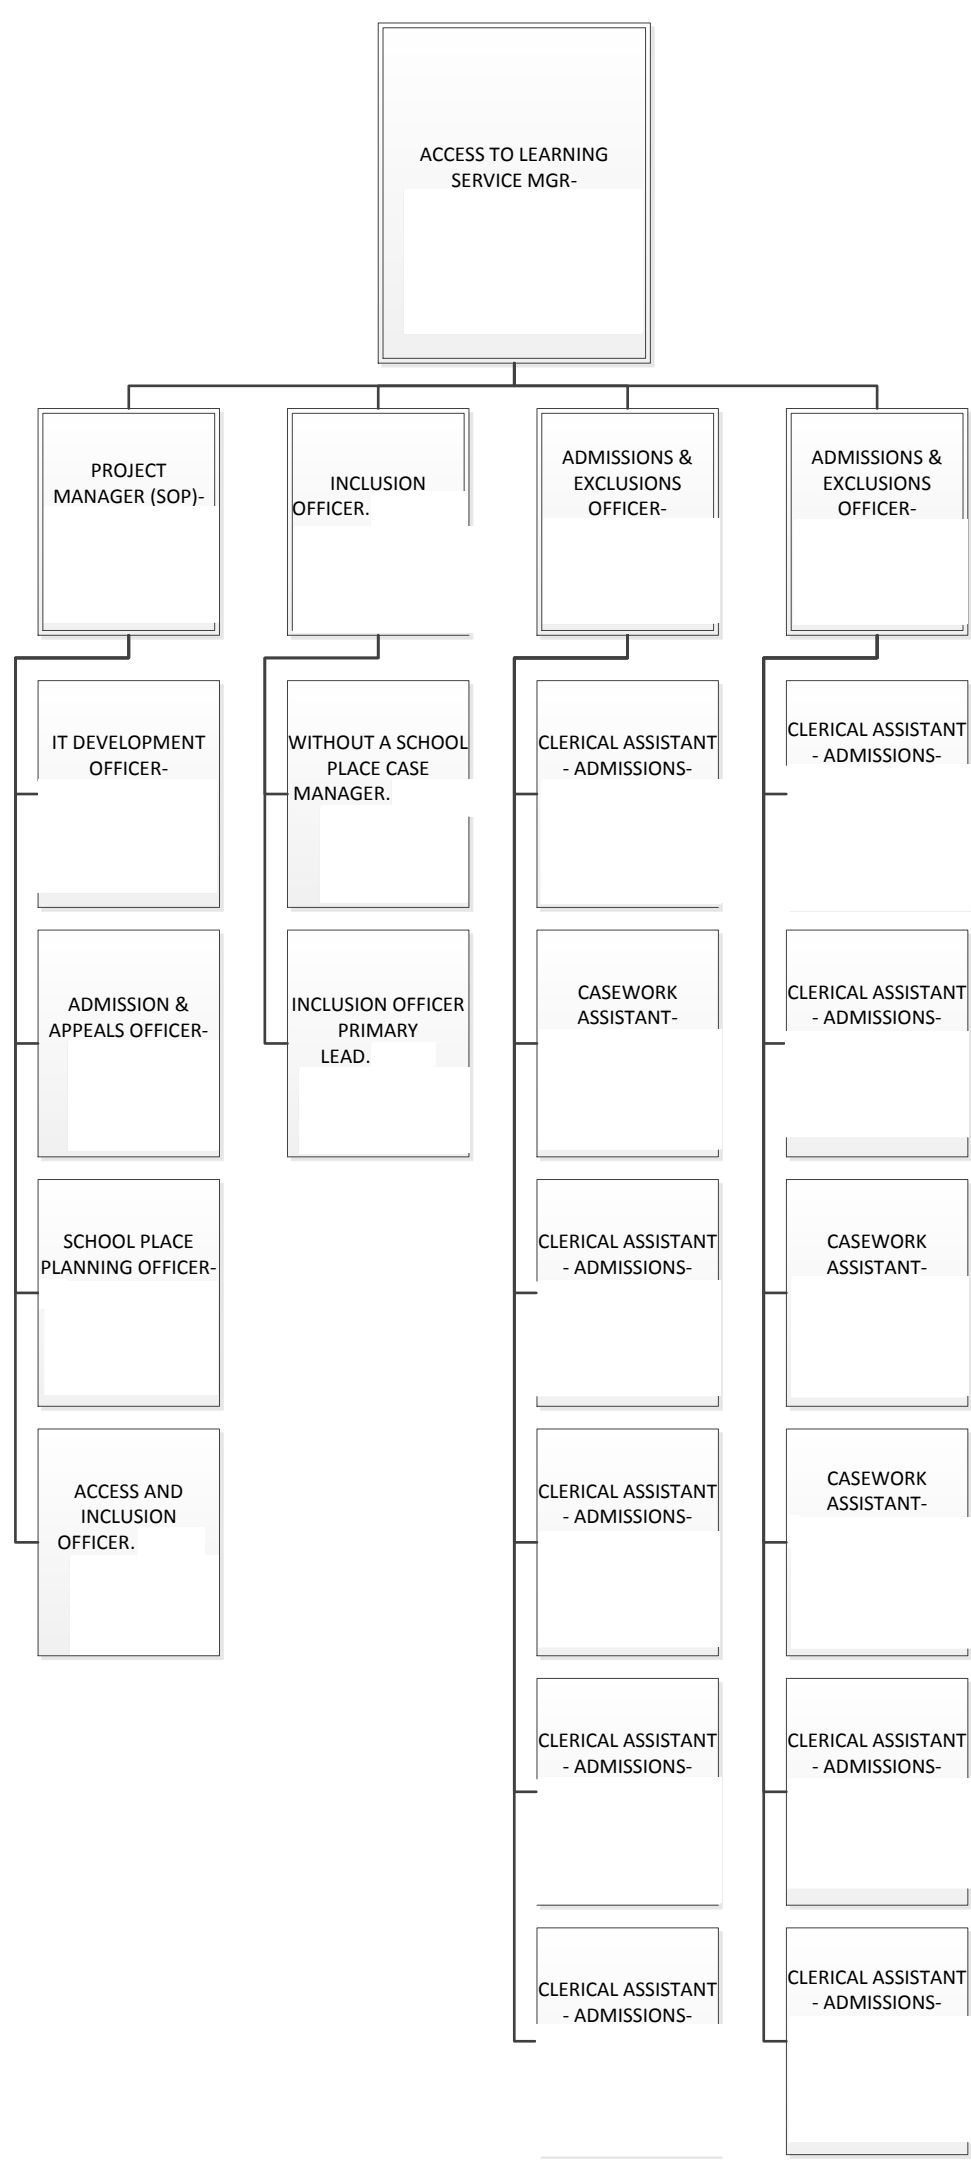 ACCESS TO LEARNING
SERVICE MGR-
PROJECT
MANAGER (SOP)-
INCLUSION
OFFICER.
ADMISSIONS &
EXCLUSIONS
OFFICER-
ADMISSIONS &
EXCLUSIONS
OFFICER-
IT DEVELOPMENT
OFFICER-
WITHOUT A SCHOOL
PLACE CASE
MANAGER.
CLERICAL ASSISTANT
- ADMISSIONS-
CLERICAL ASSISTANT
- ADMISSIONS-
ADMISSION &
APPEALS OFFICER-
INCLUSION OFFICER
PRIMARY
LEAD.
CASEWORK
ASSISTANT-
CLERICAL ASSISTANT
- ADMISSIONS-
SCHOOL PLACE
PLANNING OFFICER-
CLERICAL ASSISTANT
- ADMISSIONS-
CASEWORK
ASSISTANT-
ACCESS AND
INCLUSION
OFFICER.
CLERICAL ASSISTANT
- ADMISSIONS-
CASEWORK
ASSISTANT-
CLERICAL ASSISTANT
- ADMISSIONS-
CLERICAL ASSISTANT
- ADMISSIONS-
CLERICAL ASSISTANT
- ADMISSIONS-
CLERICAL ASSISTANT
- ADMISSIONS-